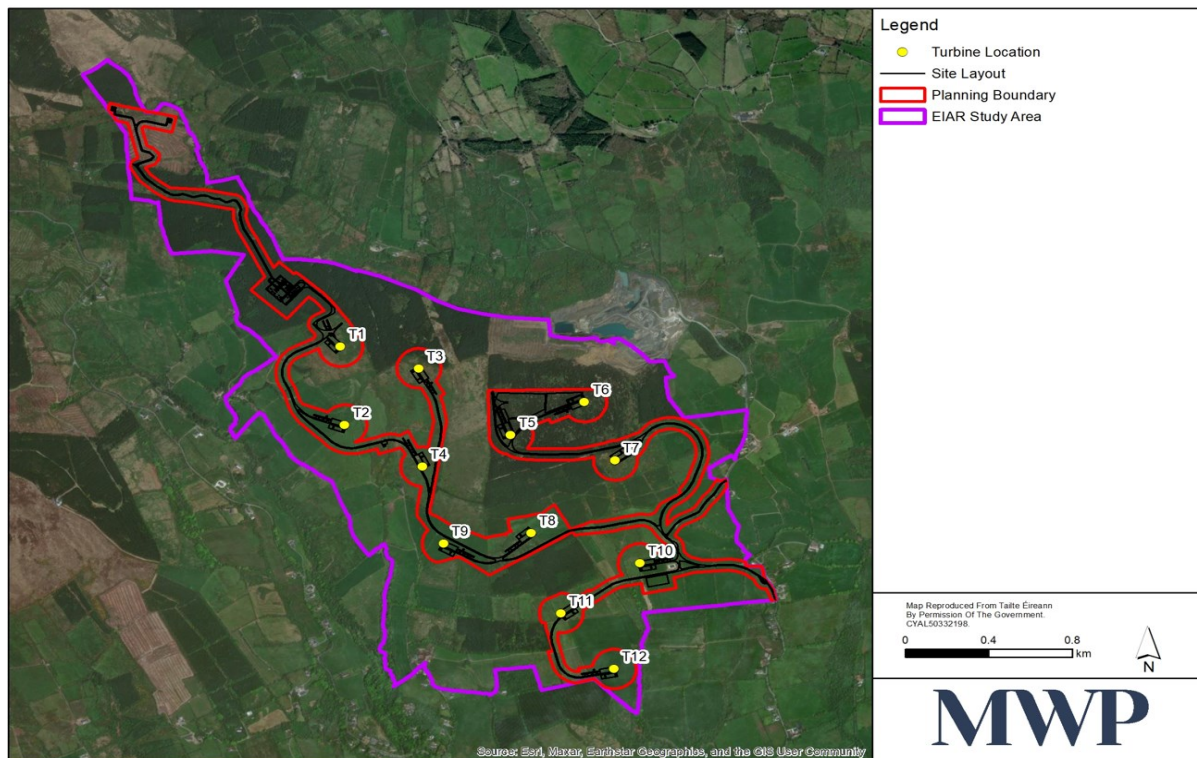 Legend
Turbine Location
Site Layout
Planning Boundary
EIAR Study Area
T1
T3
T6
T2
T5
T7
T4
T9
T8
T10
T11
T12
Map Reproduced From Tailte Éireann
By Permission Of The Government.
CYAL50332198.
0 0.4 0.8
km
N
MWP
Source: Esri, Maxar, Earthstar Geographics, and the GIS User Community